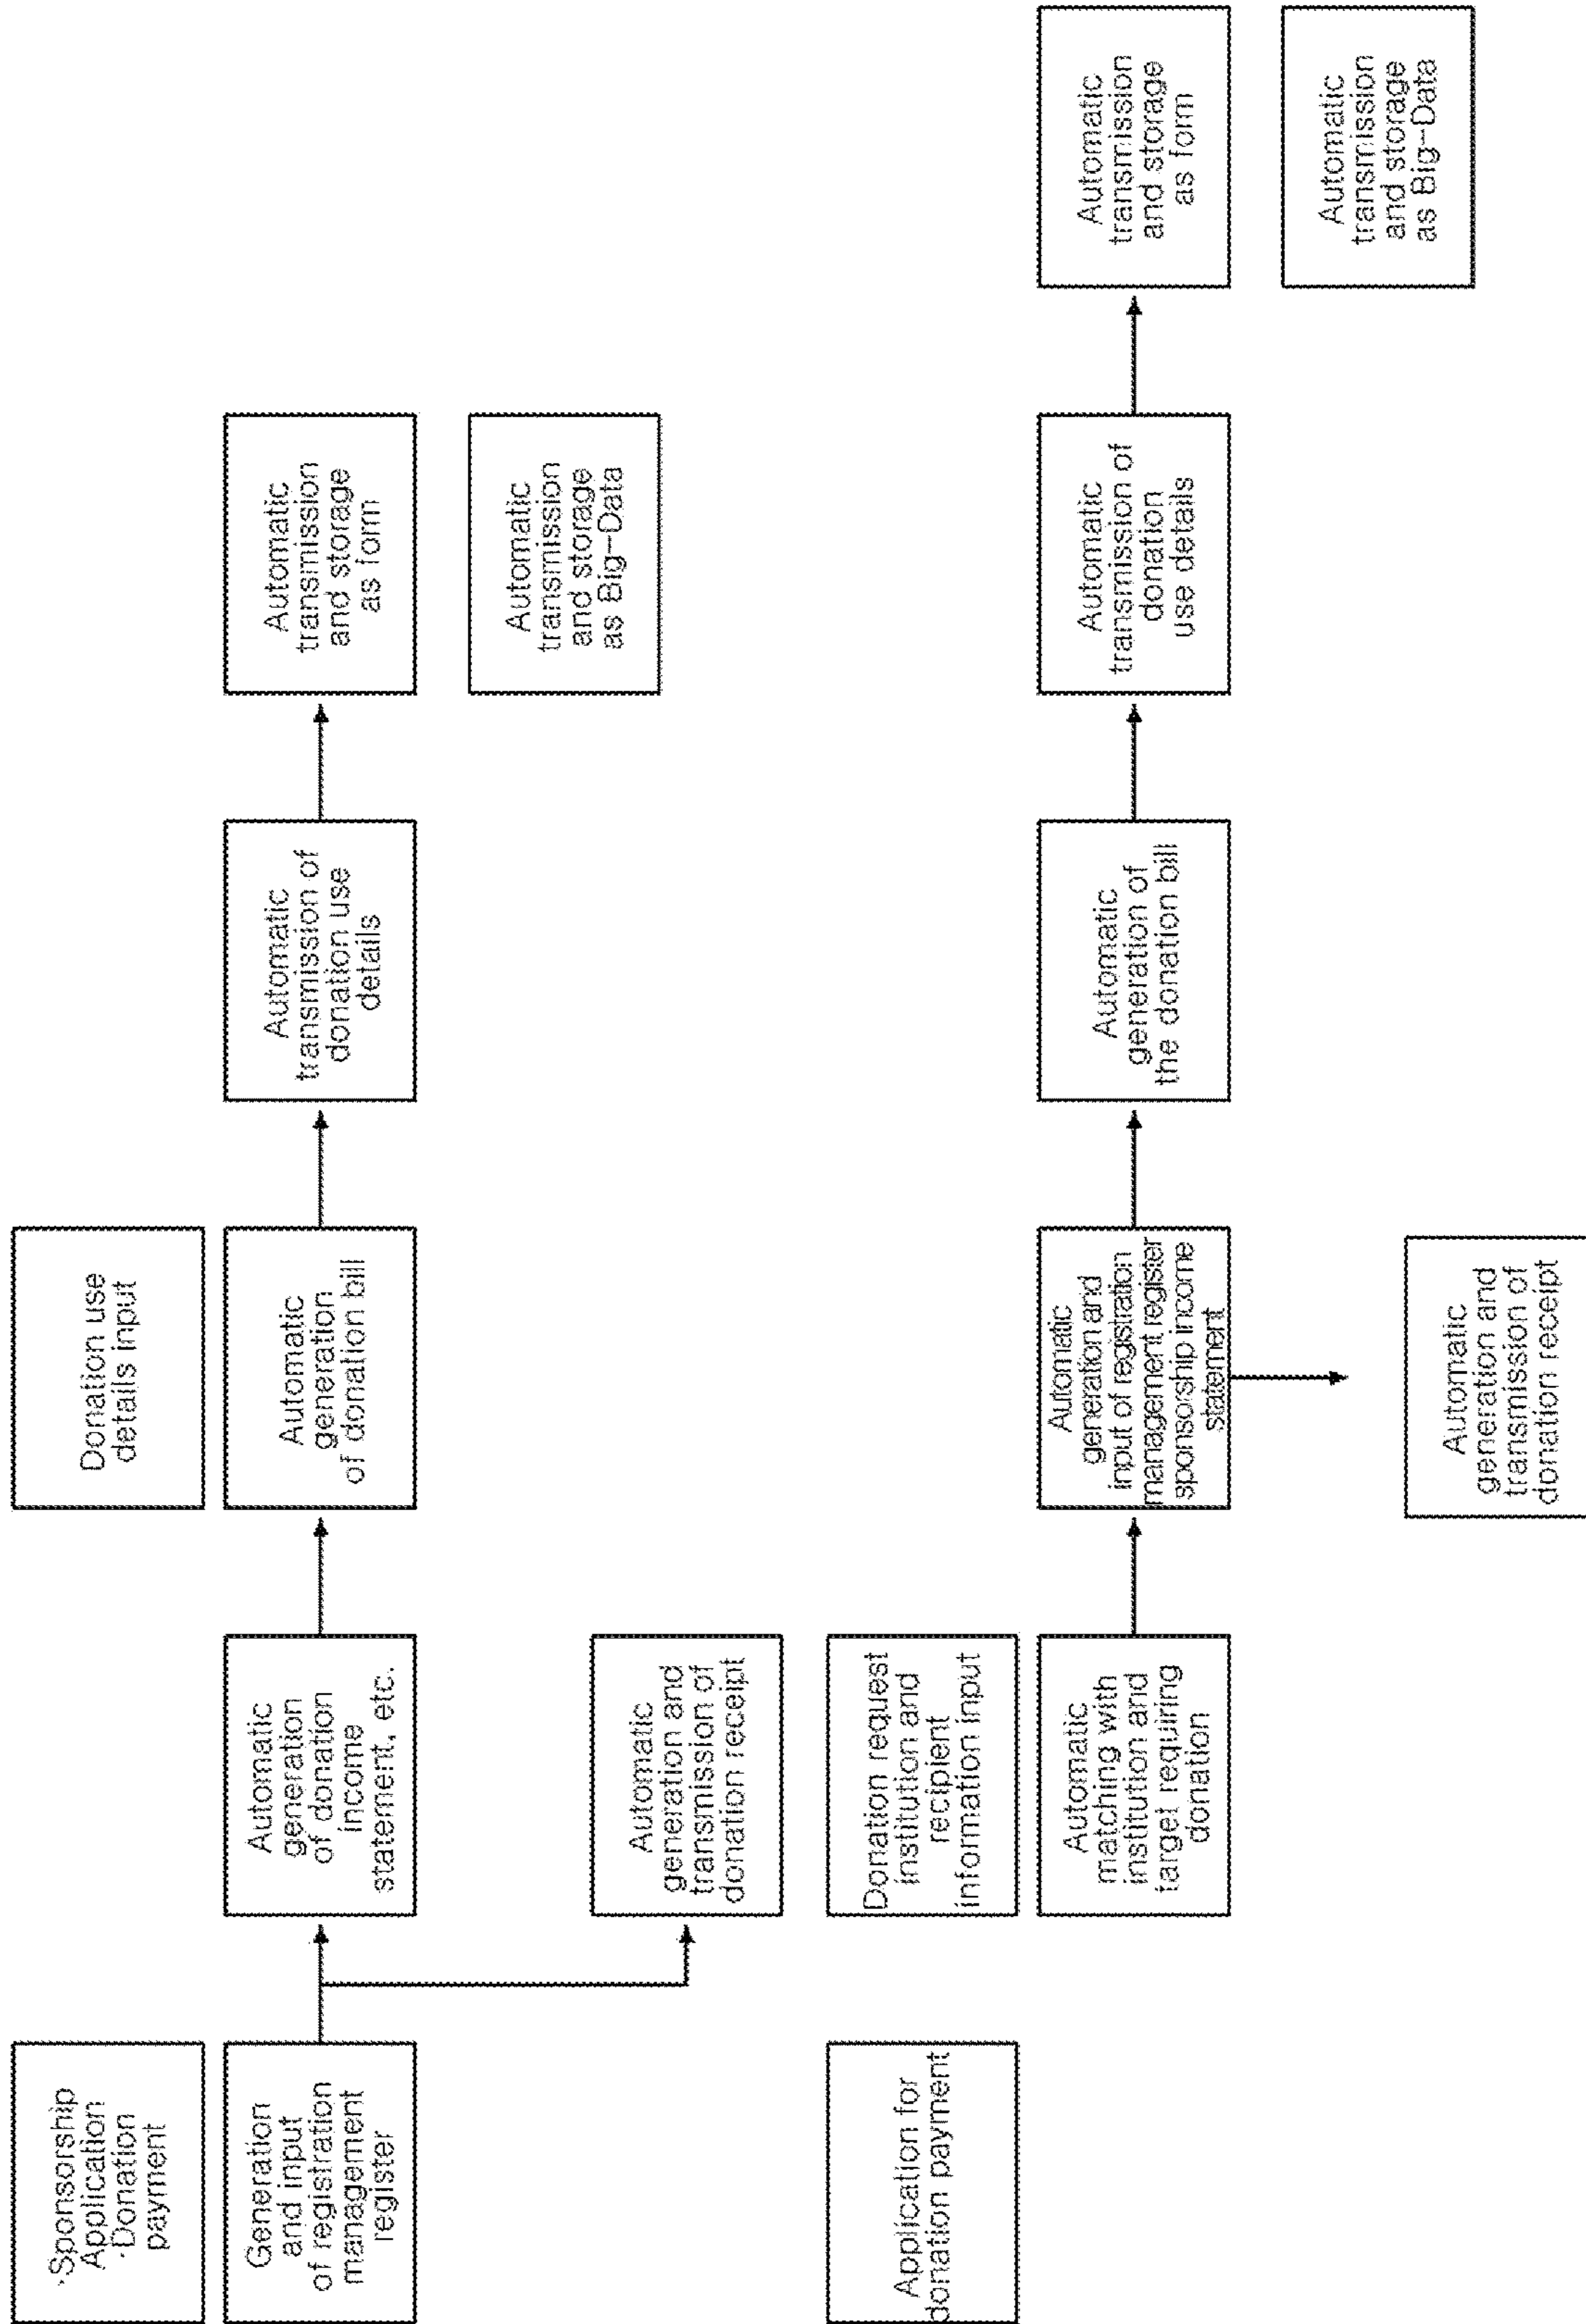 ·Sponsorship
Application
·Donation
payment
Generation
and input
of registration
management
register
Automatic
generation
of donation
income
statement, etc.
Automatic
generation and
transmission of
donation receipt
Donation use
details input
Automatic
generation
of donation bill
Automatic
transmission of
donation use
details
Automatic
transmission
and storage
as form
Automatic
transmission
and storage
as Big-Data
Application for
donation payment
Donation request
institution and
recipient
information input
Automatic
matching with
institution and
target requiring
donation
Automatic
generation and
input of registration
management register
sponsorship income
statement
Automatic
generation and
transmission of
donation receipt
Automatic
generation of
the donation bill
Automatic
transmission of
donation
use details
Automatic
transmission
and storage
as form
Automatic
transmission
and storage
as Big-Data